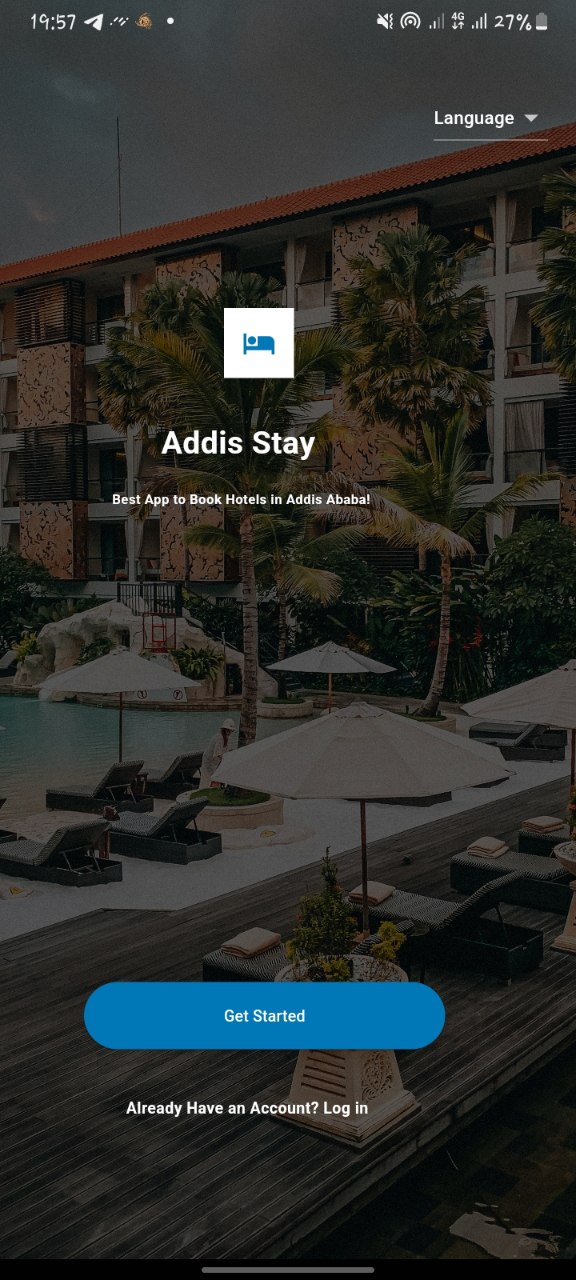 19:57
4G
27%
Language
Addis Stay
Best App to Book Hotels in Addis Ababa!
Get Started
Already Have an Account? Log in